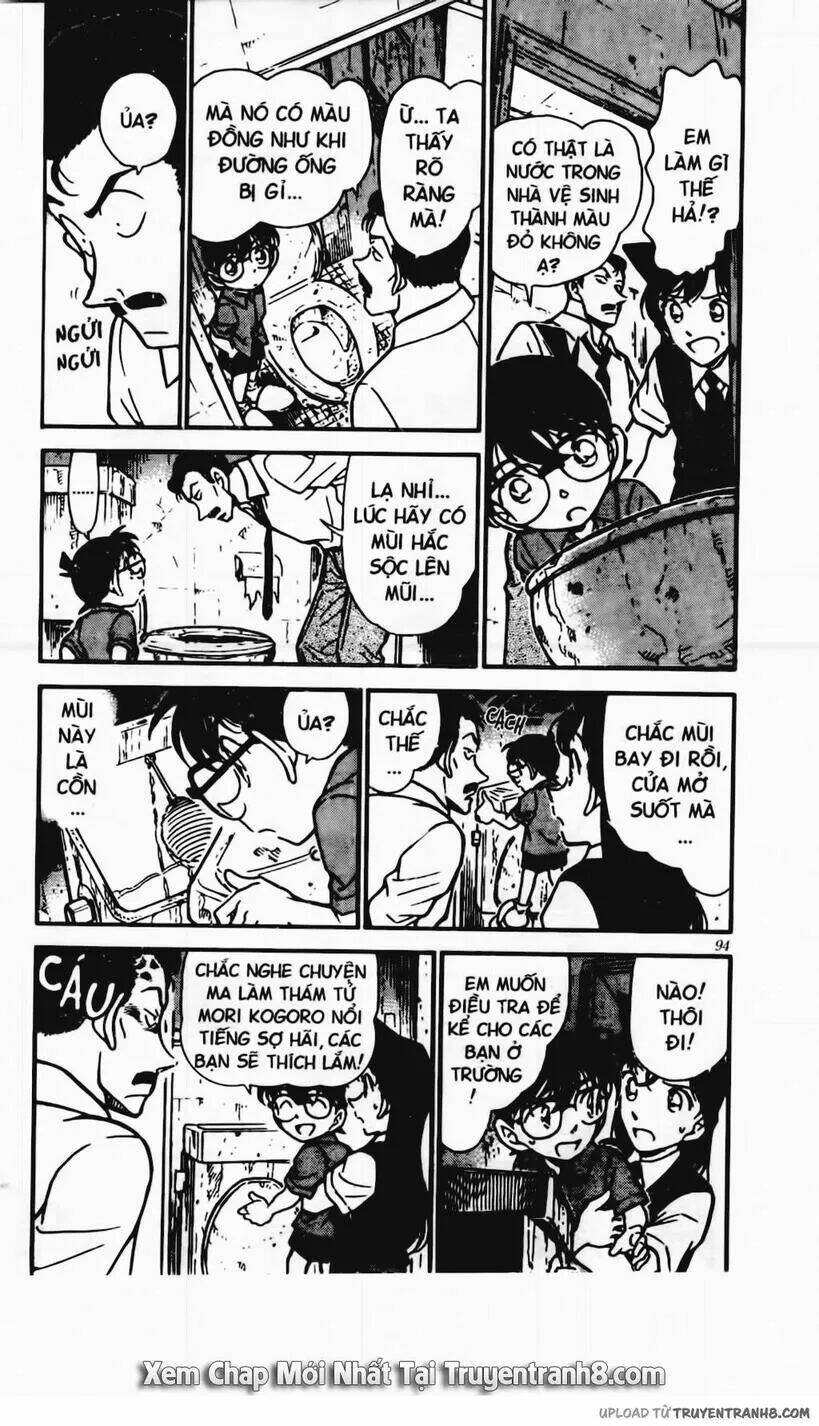 EM
LÀM GÌ
THẾ
HẢ!?
CÓ THẬT LÀ
NƯỚC TRONG
NHÀ VỆ SINH
THÀNH MÀU
ĐỎ KHÔNG
Ạ?
Ừ... TA
THẤY
RÕ
RÀNG
MÀ!
MÀ NÓ CÓ MÀU
ĐỒNG NHƯ KHI
ĐƯỜNG ỐNG
BỊ GỈ...
ỦA?
NGỬI
NGỬI
LẠ NHỈ...
LÚC HÃY CÓ
MÙI HẮC
SỘC LÊN
MŨI...
........
CHẮC MÙI
BAY ĐI RỒI,
CỬA MỞ
SUỐT MÀ
...
CẠCH
CHẮC
THẾ
...
ỦA?
MÙI
NÀY
LÀ
CỒN
...
94
NÀO!
THÔI
ĐI!
EM MUỐN
ĐIỀU TRA ĐỂ
KỂ CHO CÁC
BẠN Ở
TRƯỜNG
!
CHẮC NGHE CHUYỆN
MA LÀM THÁM TỬ
MORI KOGORO NỔI
TIẾNG SỢ HÃI, CÁC
BẠN SẼ THÍCH LẮM!
CÁU
Xem Chap Mới Nhất Tại Truyentranh8.com
UPLOAD TỪ TRUYENTRANH8.COM